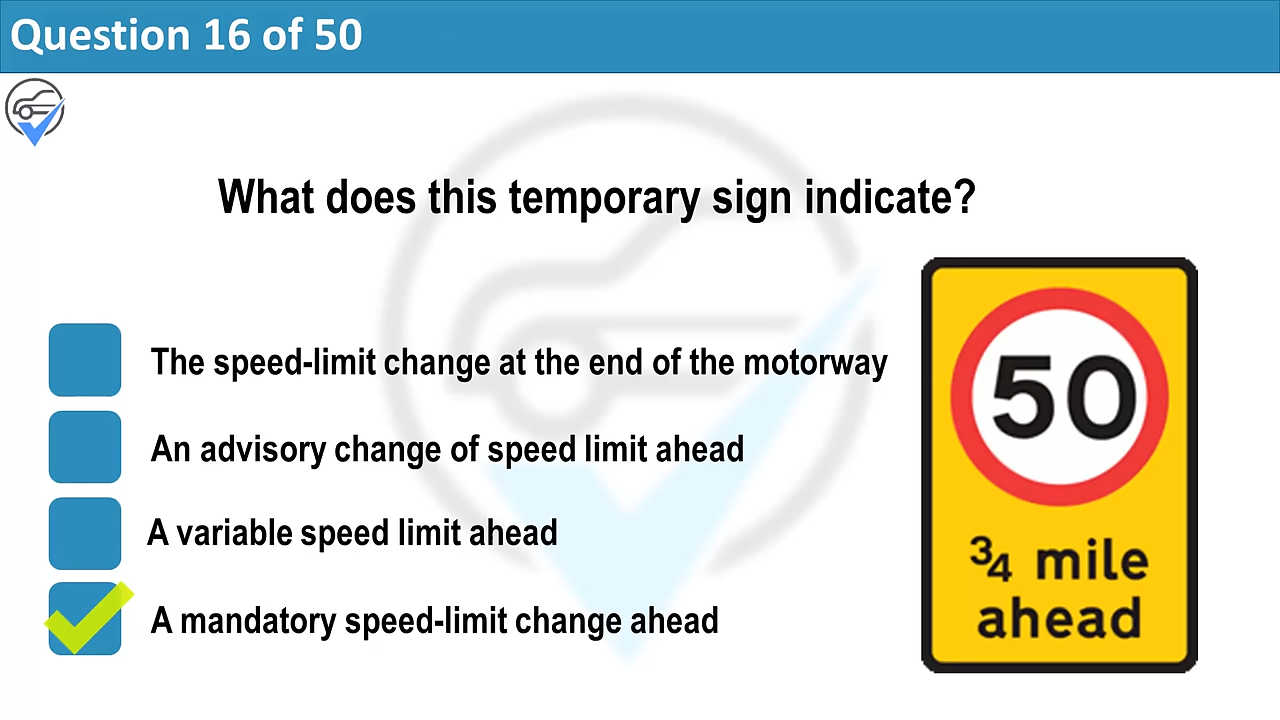 Question 16 of 50
What does this temporary sign indicate?
The speed-limit change at the end of the motorway
An advisory change of speed limit ahead
A variable speed limit ahead
A mandatory speed-limit change ahead
50
3/4 mile
ahead